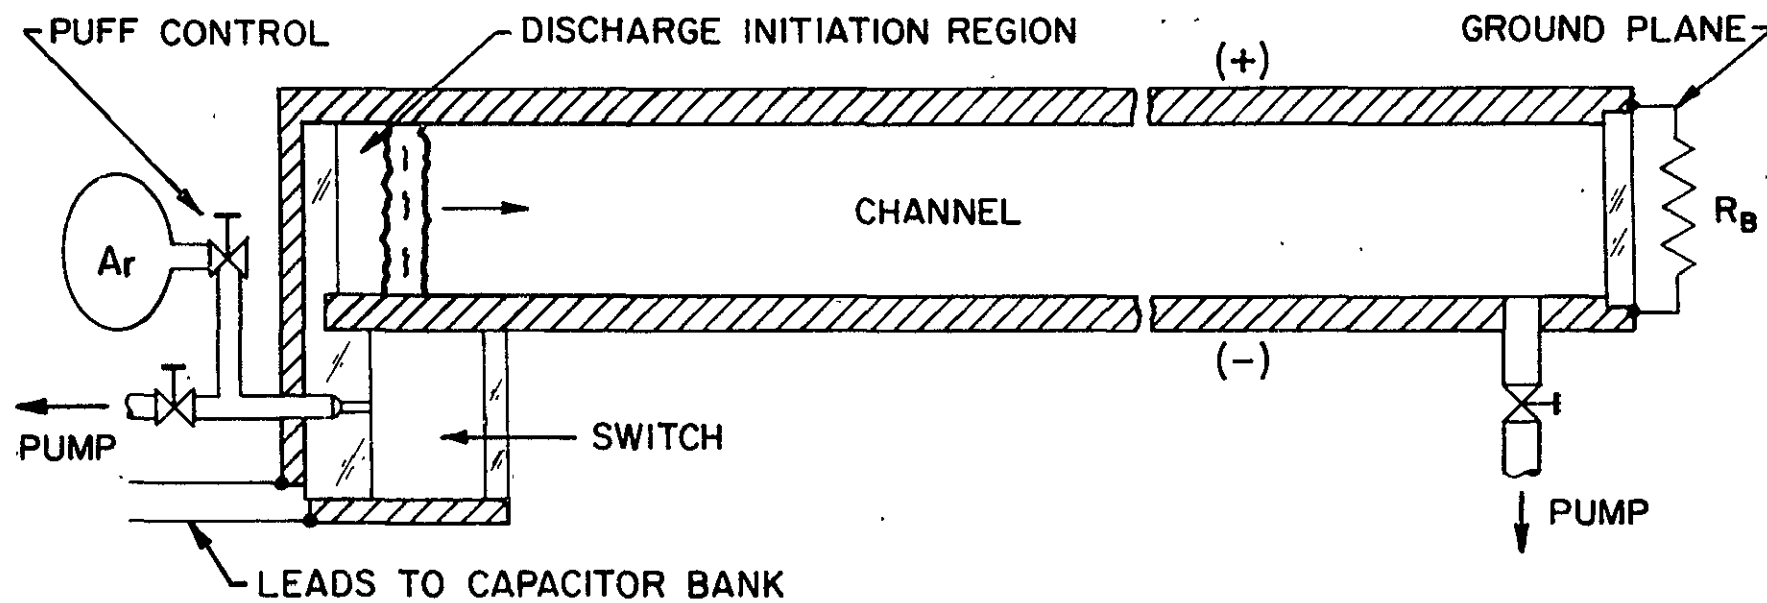 PUFF CONTROL
DISCHARGE INITIATION REGION
GROUND PLANE
(+)
CHANNEL
Ar
R_B
(-)
PUMP
SWITCH
PUMP
LEADS TO CAPACITOR BANK